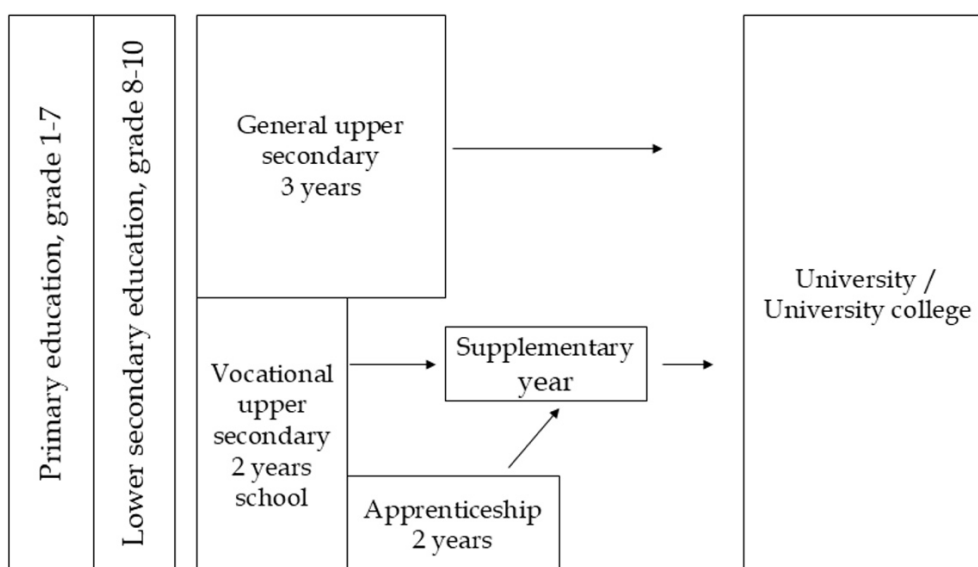 Primary education, grade 1-7
Lower secondary education, grade 8-10
General upper
secondary
3 years
Vocational
upper
secondary
2 years
school
Apprenticeship
2 years
Supplementary
year
University /
University college